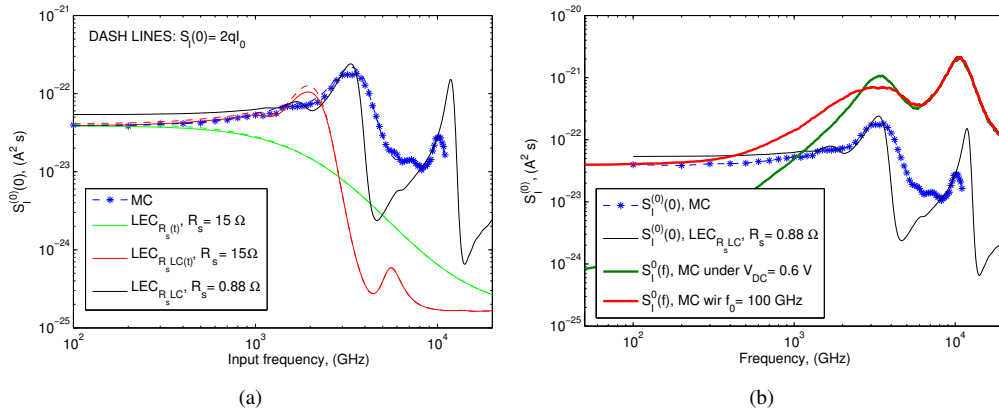 DASH LINES: S_I(0)= 2qI_0
S_I^(0)(0), (A^2 s)
10^-21
10^-22
10^-23
10^-24
10^-25
MC
LEC_R_s(t), R_s = 15 Ω
LEC_R_sLC(t), R_s = 15Ω
LEC_R_sLC, R_s = 0.88 Ω
10^2
10^3
10^4
Input frequency, (GHz)
(a)
S_I^(0), (A^2 s)
10^-20
10^-21
10^-22
10^-23
10^-24
10^-25
S_I^(0)(0), MC
S_I^(0)(0), LEC_R_sLC, R_s = 0.88 Ω
S_I^0(f), MC under V_DC= 0.6 V
S_I^0(f), MC wir f_0= 100 GHz
10^2
10^3
10^4
Frequency, (GHz)
(b)